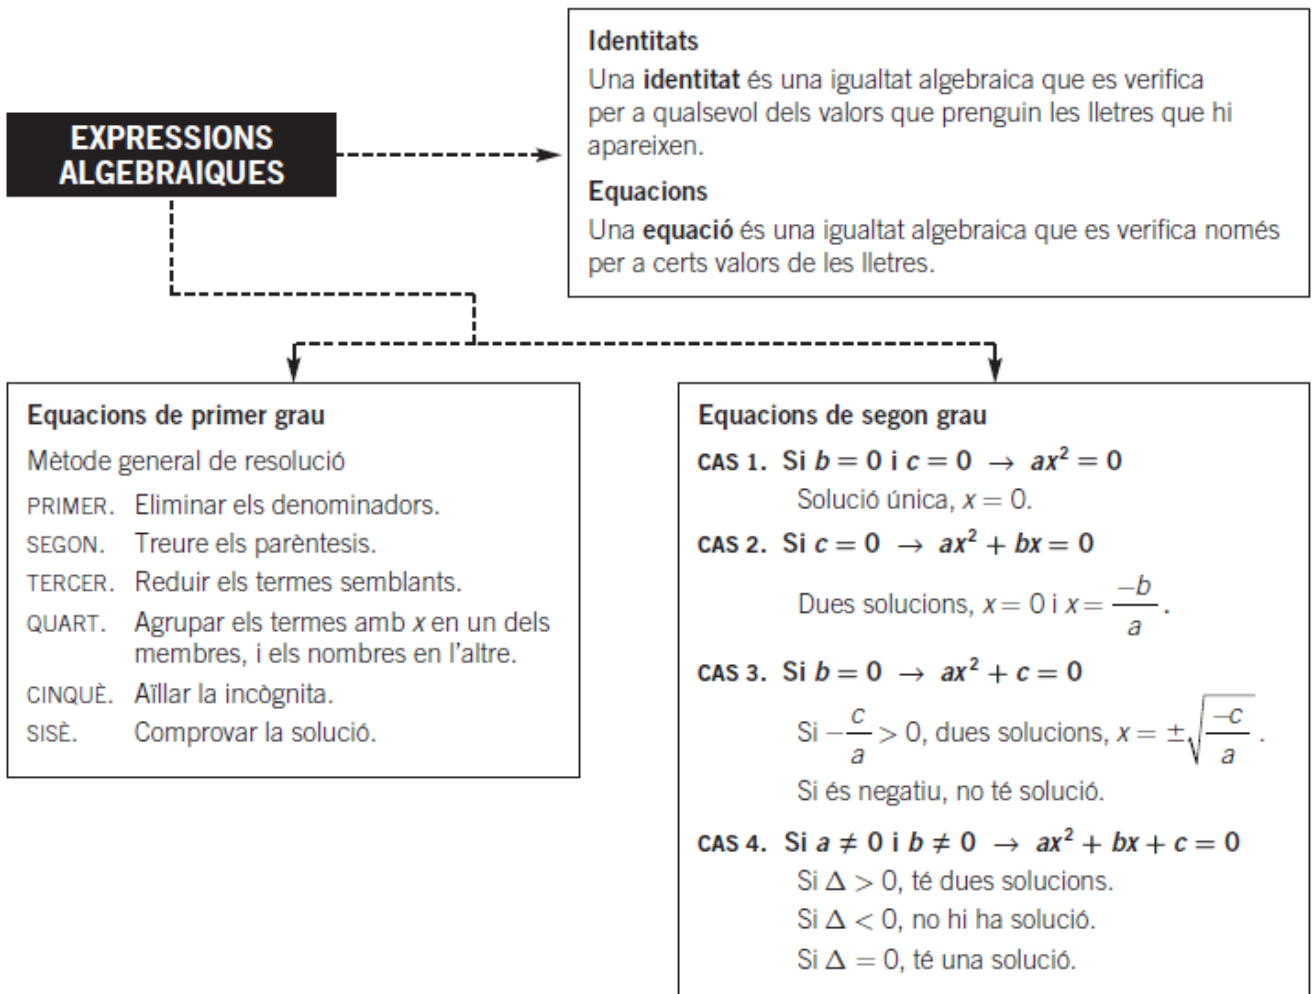 EXPRESSIONS
ALGEBRAIQUES
Identitats
Una identitat és una igualtat algebraica que es verifica
per a qualsevol dels valors que prenguin les lletres que hi
apareixen.
Equacions
Una equació és una igualtat algebraica que es verifica només
per a certs valors de les lletres.
Equacions de primer grau
Mètode general de resolució
PRIMER. Eliminar els denominadors.
SEGON. Treure els parèntesis.
TERCER. Reduir els termes semblants.
QUART. Agrupar els termes amb x en un dels
membres, i els nombres en l'altre.
CINQUÈ. Aïllar la incògnita.
SISÈ. Comprovar la solució.
Equacions de segon grau
CAS 1. Si b = 0 i c = 0 → ax² = 0
Solució única, x = 0.
CAS 2. Si c = 0 → ax² + bx = 0
Dues solucions, x = 0 i x = −b/a.
CAS 3. Si b = 0 → ax² + c = 0
Si −c/a > 0, dues solucions, x = ±√(−c/a).
Si és negatiu, no té solució.
CAS 4. Si a ≠ 0 i b ≠ 0 → ax² + bx + c = 0
Si Δ > 0, té dues solucions.
Si Δ < 0, no hi ha solució.
Si Δ = 0, té una solució.